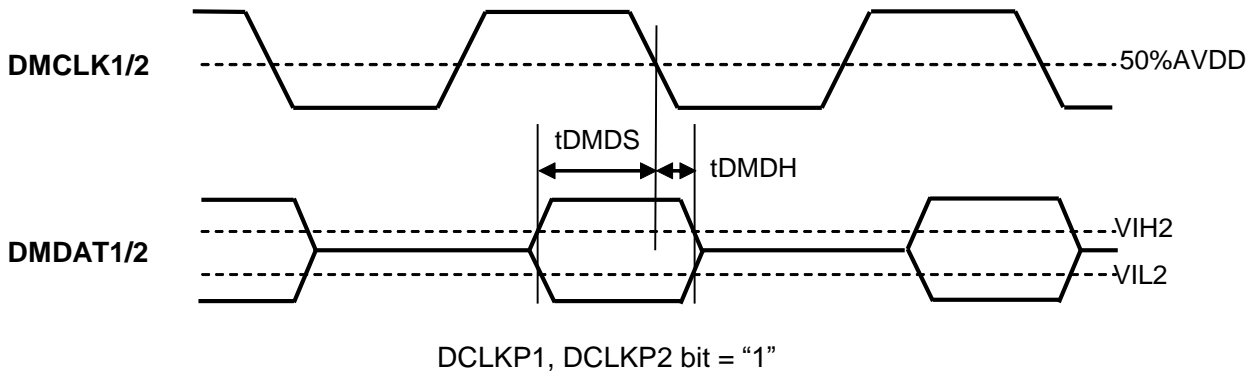 DMCLK1/2
50%AVDD
tDMDS
tDMDH
DMDAT1/2
VIH2
VIL2
DCLKP1, DCLKP2 bit = “1”